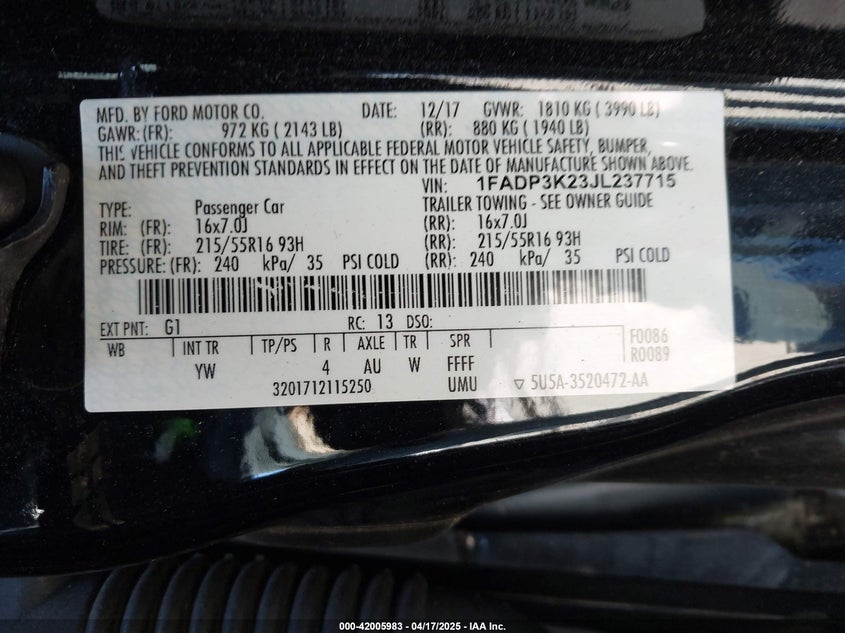 MFD. BY FORD MOTOR CO. DATE: 12/17 GVWR: 1810 KG ( 3990 LB)
GAWR:(FR): 972 KG ( 2143 LB) (RR): 880 KG ( 1940 LB)
THIS VEHICLE CONFORMS TO ALL APPLICABLE FEDERAL MOTOR VEHICLE SAFETY, BUMPER,
AND THEFT PREVENTION STANDARDS IN EFFECT ON THE DATE OF MANUFACTURE SHOWN ABOVE.
VIN: 1FADP3K23JL237715
TYPE: Passenger Car TRAILER TOWING - SEE OWNER GUIDE
RIM: (FR): 16x7.0J (RR): 16x7.0J
TIRE: (FR): 215/55R16 93H (RR): 215/55R16 93H
PRESSURE:(FR): 240 kPa/ 35 PSI COLD (RR): 240 kPa/ 35 PSI COLD
EXT PNT: G1 RC: 13 DSO:
WB INT TR TP/PS R AXLE TR SPR F0086
R0089
YW 4 AU W FFFF
3201712115250 UMU ▽ 5U5A-3520472-AA
000-42005983 - 04/17/2025 - IAA Inc.